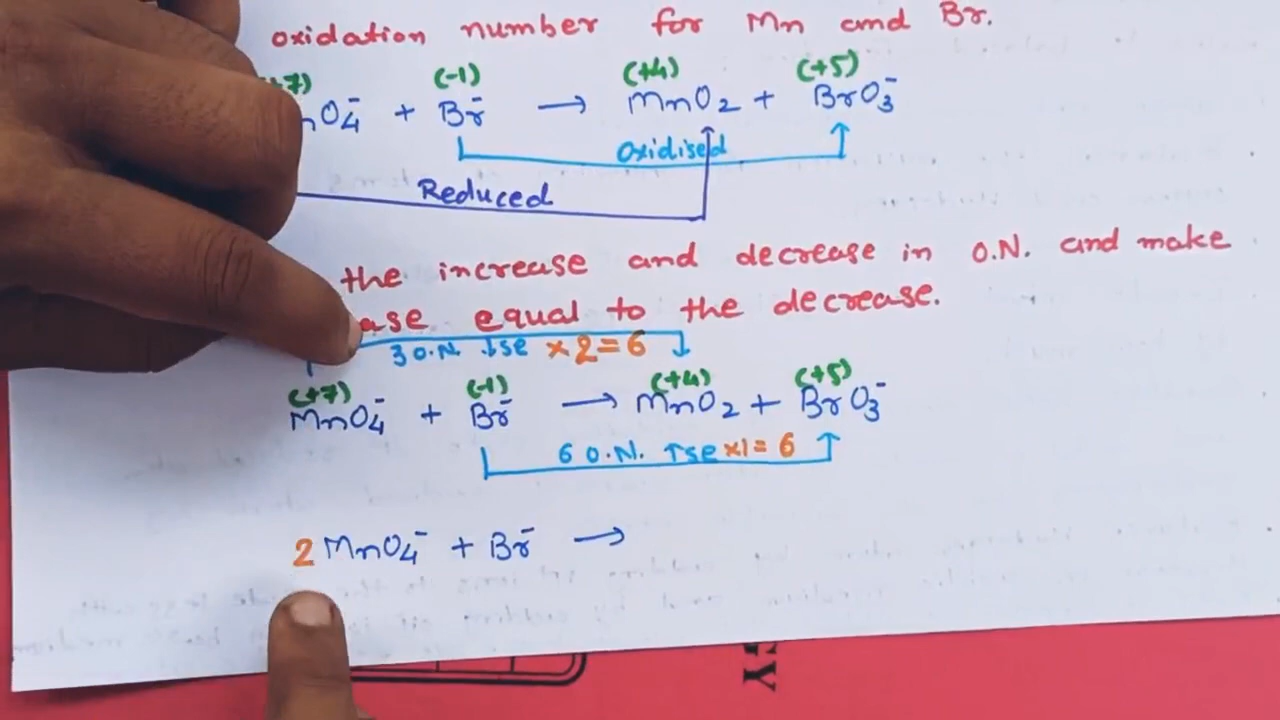 oxidation number for Mn and Br.
(-1) (+4) (+5)
O₄⁻ + Br⁻ → MnO₂ + BrO₃⁻
Oxidised
Reduced
the increase and decrease in O.N. and make
equal to the decrease.
3 O.N. ↓se × 2 = 6
(+7) (-1) (+4) (+5)
MnO₄⁻ + Br⁻ → MnO₂ + BrO₃⁻
6 O.N. ↑se ×1 = 6
2 MnO₄⁻ + Br⁻ →